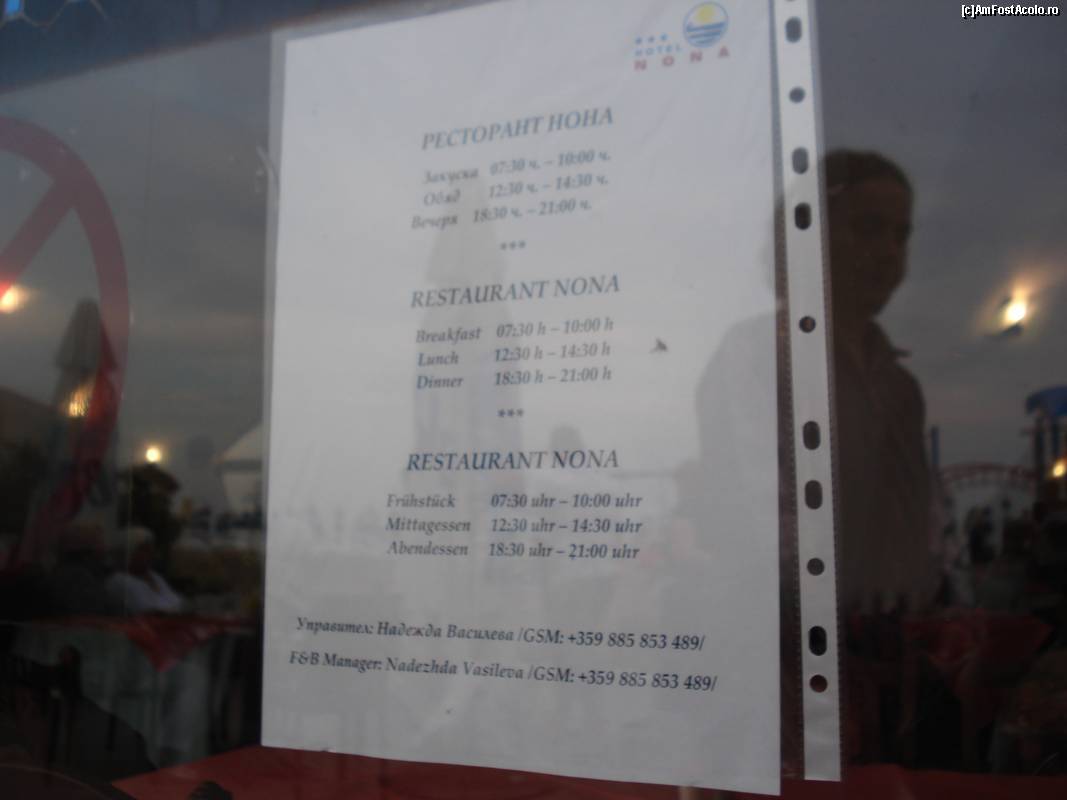 [c]AmFostAcolo.ro
***
HOTEL
NONA
РЕСТОРАНТ НОНА
Закуска 07:30 ч. – 10:00 ч.
Обяд 12:30 ч. – 14:30 ч.
Вечеря 18:30 ч. – 21:00 ч.
***
RESTAURANT NONA
Breakfast 07:30 h – 10:00 h
Lunch 12:30 h – 14:30 h
Dinner 18:30 h – 21:00 h
***
RESTAURANT NONA
Frühstück 07:30 uhr – 10:00 uhr
Mittagessen 12:30 uhr – 14:30 uhr
Abendessen 18:30 uhr – 21:00 uhr
Управител: Надежда Василева /GSM: +359 885 853 489/
F&B Manager: Nadezhda Vasileva /GSM: +359 885 853 489/